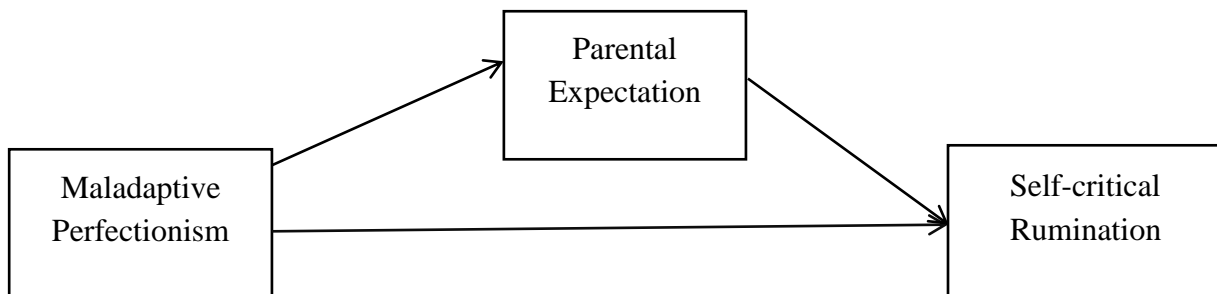 Parental
Expectation
Maladaptive
Perfectionism
Self-critical
Rumination